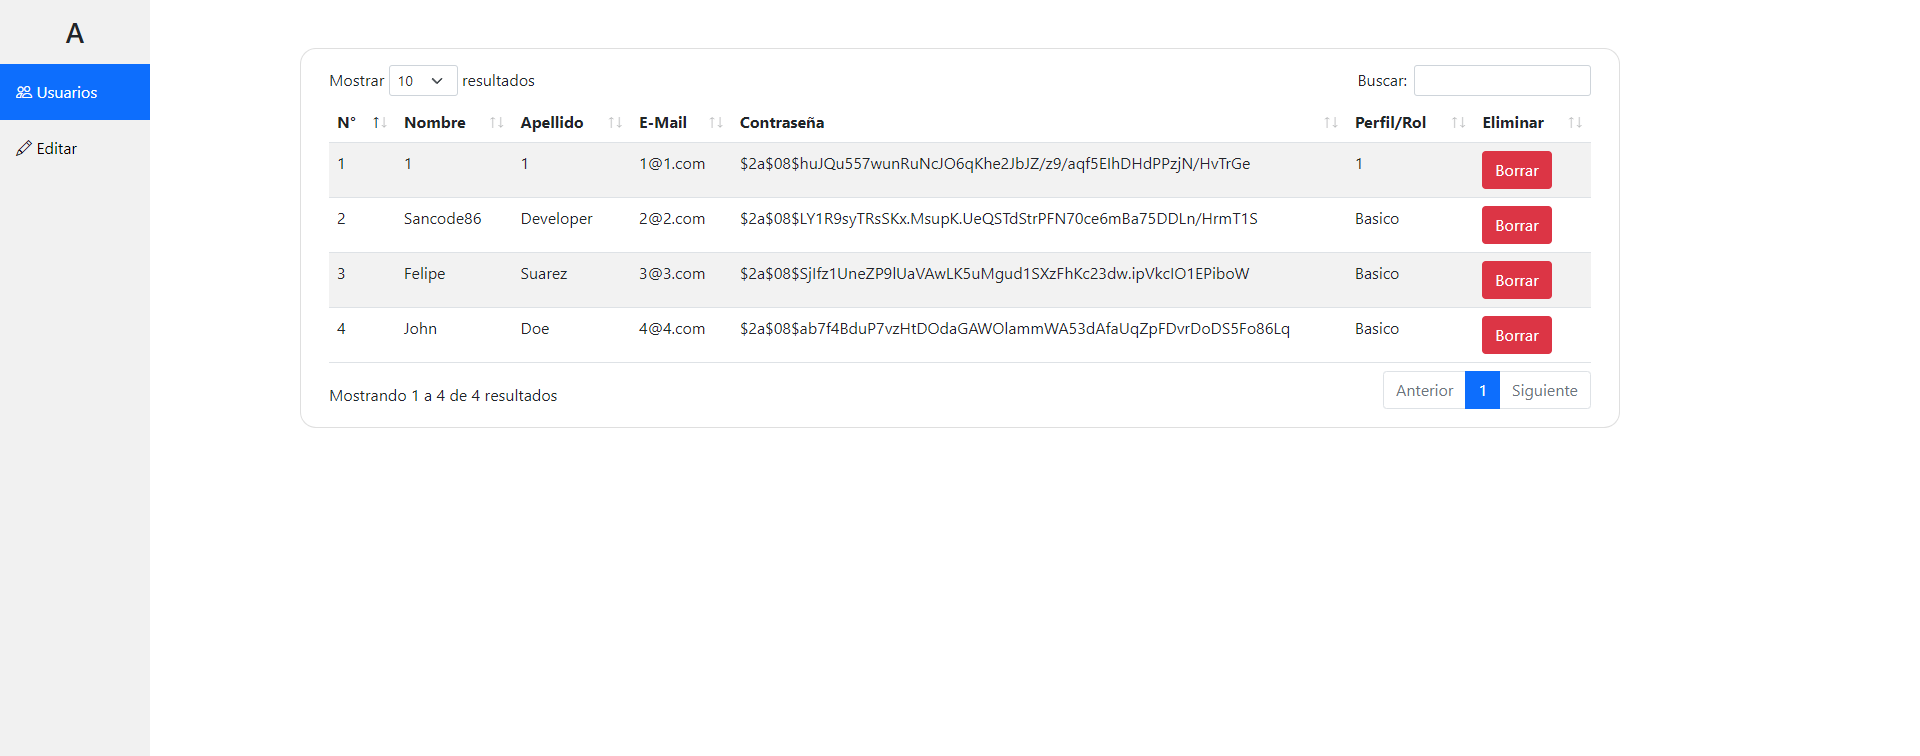 A
Usuarios
Editar
Mostrar 10 resultados Buscar:
N° Nombre Apellido E-Mail Contraseña Perfil/Rol Eliminar
1 1 1 1@1.com $2a$08$huJQu557wunRuNcJO6qKhe2JbJZ/z9/aqf5EIhDHdPPzjN/HvTrGe 1 Borrar
2 Sancode86 Developer 2@2.com $2a$08$LY1R9syTRsSKx.MsupK.UeQSTdStrPFN70ce6mBa75DDLn/HrmT1S Basico Borrar
3 Felipe Suarez 3@3.com $2a$08$SjIfz1UneZP9lUaVAwLK5uMgud1SXzFhKc23dw.ipVkcIO1EPiboW Basico Borrar
4 John Doe 4@4.com $2a$08$ab7f4BduP7vzHtDOdaGAWOlammWA53dAfaUqZpFDvrDoDS5Fo86Lq Basico Borrar
Mostrando 1 a 4 de 4 resultados Anterior 1 Siguiente